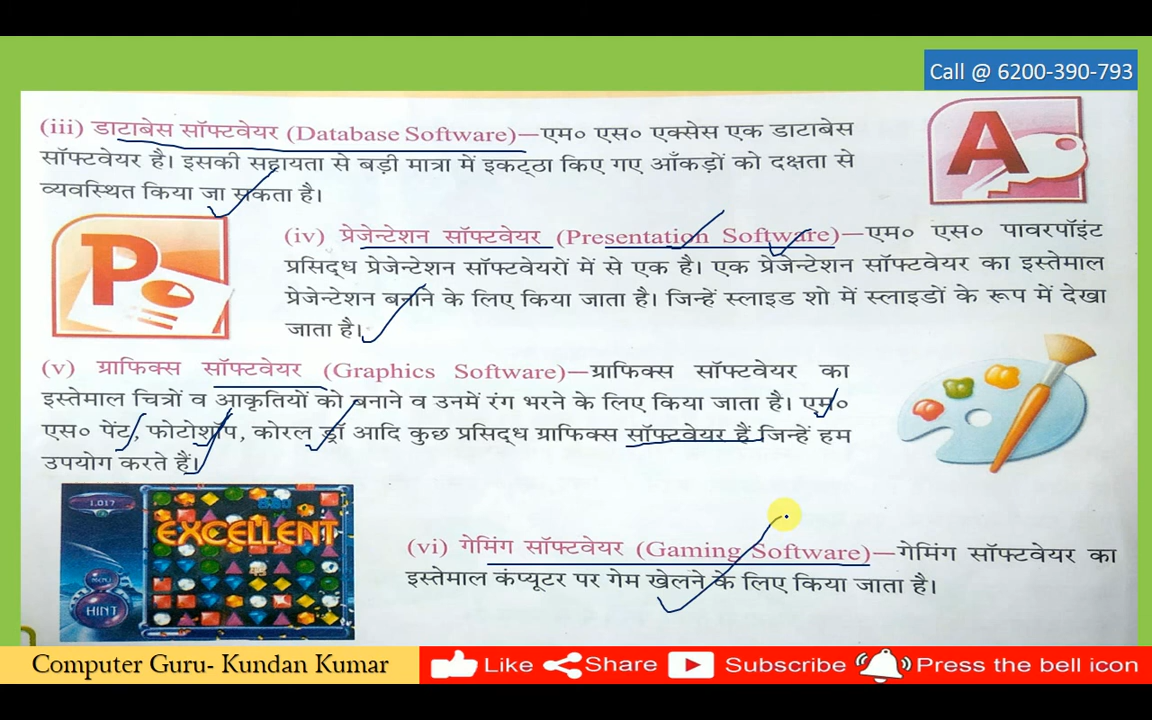 Call @ 6200-390-793
(iii) डाटाबेस सॉफ्टवेयर (Database Software)—एम० एस० एक्सेस एक डाटाबेस
सॉफ्टवेयर है। इसकी सहायता से बड़ी मात्रा में इकट्ठा किए गए आँकड़ों को दक्षता से
व्यवस्थित किया जा सकता है।
A
P
(iv) प्रेजेन्टेशन सॉफ्टवेयर (Presentation Software)—एम० एस० पावरपॉइंट
प्रसिद्ध प्रेजेन्टेशन सॉफ्टवेयरों में से एक है। एक प्रेजेन्टेशन सॉफ्टवेयर का इस्तेमाल
प्रेजेन्टेशन बनाने के लिए किया जाता है। जिन्हें स्लाइड शो में स्लाइडों के रूप में देखा
जाता है।
(v) ग्राफिक्स सॉफ्टवेयर (Graphics Software)—ग्राफिक्स सॉफ्टवेयर का
इस्तेमाल चित्रों व आकृतियों को बनाने व उनमें रंग भरने के लिए किया जाता है। एम०
एस० पेंट, फोटोशॉप, कोरल ड्रॉ आदि कुछ प्रसिद्ध ग्राफिक्स सॉफ्टवेयर हैं जिन्हें हम
उपयोग करते हैं।
1,017
EXCELLENT
MENU
HINT
(vi) गेमिंग सॉफ्टवेयर (Gaming Software)—गेमिंग सॉफ्टवेयर का
इस्तेमाल कंप्यूटर पर गेम खेलने के लिए किया जाता है।
Computer Guru- Kundan Kumar
Like Share Subscribe Press the bell icon